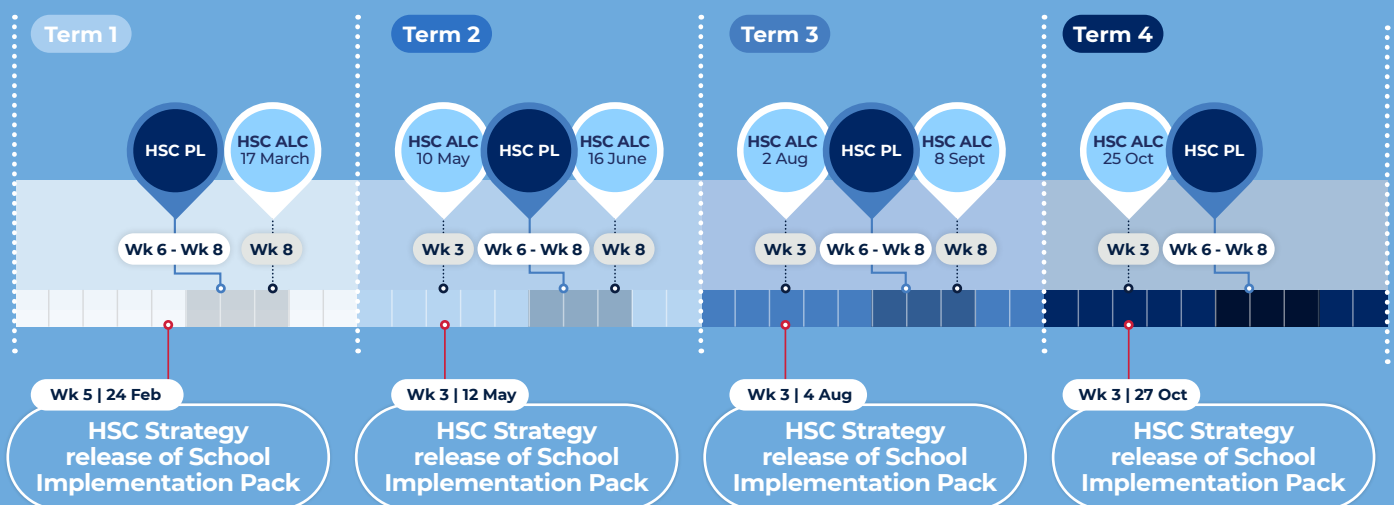 Term 1
HSC PL
HSC ALC
17 March
Wk 6 - Wk 8
Wk 8
Wk 5 | 24 Feb
HSC Strategy
release of School
Implementation Pack
Term 2
HSC ALC
10 May
HSC PL
HSC ALC
16 June
Wk 3
Wk 6 - Wk 8
Wk 8
Wk 3 | 12 May
HSC Strategy
release of School
Implementation Pack
Term 3
HSC ALC
2 Aug
HSC PL
HSC ALC
8 Sept
Wk 3
Wk 6 - Wk 8
Wk 8
Wk 3 | 4 Aug
HSC Strategy
release of School
Implementation Pack
Term 4
HSC ALC
25 Oct
HSC PL
Wk 3
Wk 6 - Wk 8
Wk 3 | 27 Oct
HSC Strategy
release of School
Implementation Pack